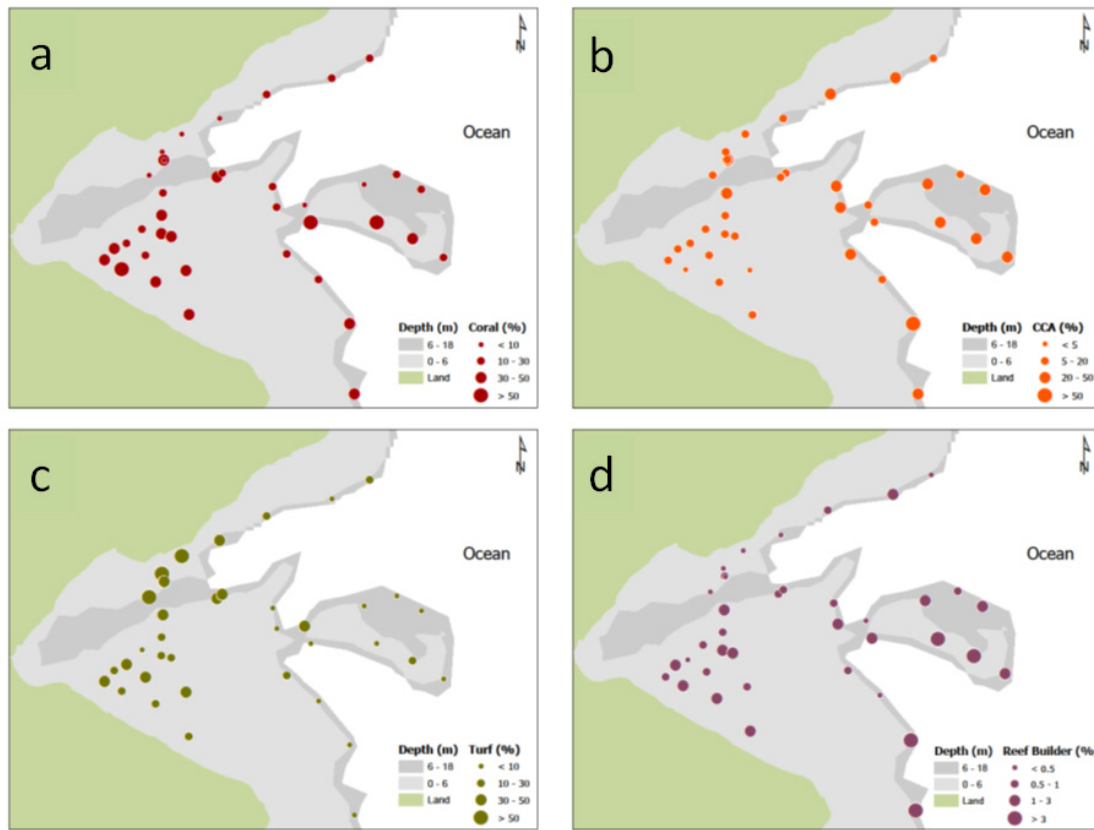 a
N
Ocean
Depth (m) Coral (%)
6 - 18 < 10
0 - 6 10 - 30
Land 30 - 50
> 50
b
N
Ocean
Depth (m) CCA (%)
6 - 18 < 5
0 - 6 5 - 20
Land 20 - 50
> 50
c
N
Ocean
Depth (m) Turf (%)
6 - 18 < 10
0 - 6 10 - 30
Land 30 - 50
> 50
d
N
Ocean
Depth (m) Reef Builder (%
6 - 18 < 0.5
0 - 6 0.5 - 1
Land 1 - 3
> 3